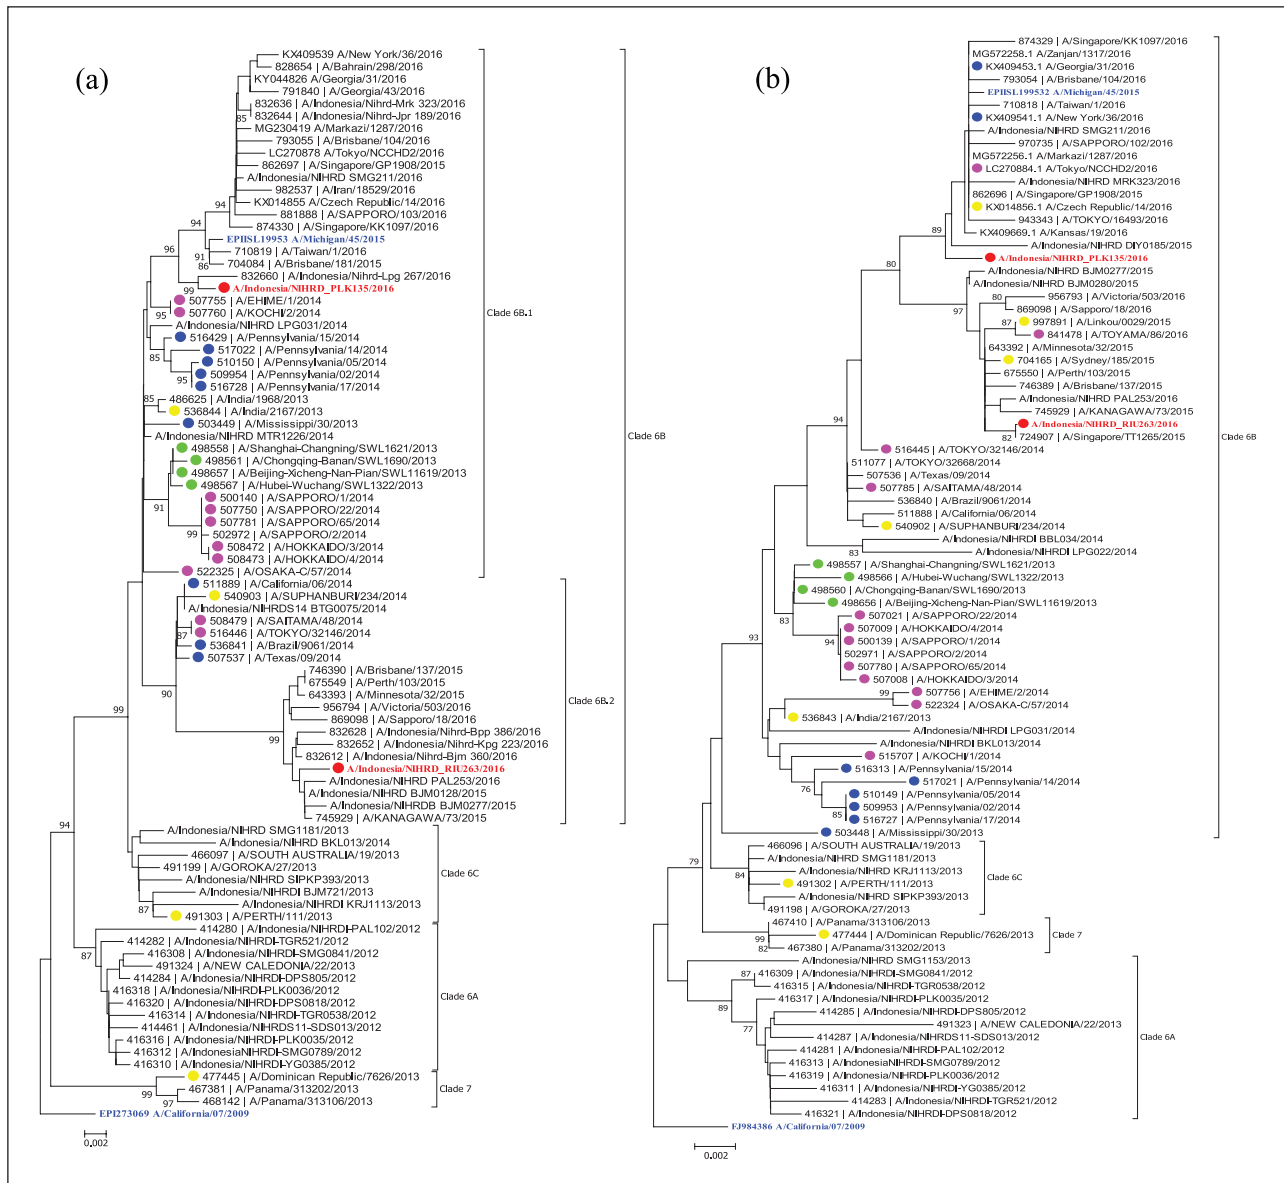 (a)
KX409539 A/New York/36/2016
828654 | A/Bahrain/298/2016
KY044826 A/Georgia/31/2016
791840 | A/Georgia/43/2016
832636 | A/Indonesia/Nihrd-Mrk 323/2016
832644 | A/Indonesia/Nihrd-Jpr 189/2016
85
MG230419 A/Markazi/1287/2016
793055 | A/Brisbane/104/2016
LC270878 A/Tokyo/NCCHD2/2016
862697 | A/Singapore/GP1908/2015
A/Indonesia/NIHRD SMG211/2016
982537 | A/Iran/18529/2016
KX014855 A/Czech Republic/14/2016
94
881888 | A/SAPPORO/103/2016
94
874330 | A/Singapore/KK1097/2016
EPIISL19953 A/Michigan/45/2015
96
91
710819 | A/Taiwan/1/2016
86
704084 | A/Brisbane/181/2015
832660 | A/Indonesia/Nihrd-Lpg 267/2016
99
A/Indonesia/NIHRD_PLK135/2016
507755 | A/EHIME/1/2014
95
507760 | A/KOCHI/2/2014
Clade 6B.1
A/Indonesia/NIHRD LPG031/2014
516429 | A/Pennsylvania/15/2014
85
517022 | A/Pennsylvania/14/2014
510150 | A/Pennsylvania/05/2014
509954 | A/Pennsylvania/02/2014
95
516728 | A/Pennsylvania/17/2014
85
486625 | A/India/1968/2013
536844 | A/India/2167/2013
503449 | A/Mississippi/30/2013
A/Indonesia/NIHRD MTR1226/2014
Clade 6B
498558 | A/Shanghai-Changning/SWL1621/2013
498561 | A/Chongqing-Banan/SWL1690/2013
498657 | A/Beijing-Xicheng-Nan-Pian/SWL11619/2013
498567 | A/Hubei-Wuchang/SWL1322/2013
91
500140 | A/SAPPORO/1/2014
507750 | A/SAPPORO/22/2014
507781 | A/SAPPORO/65/2014
99
502972 | A/SAPPORO/2/2014
508472 | A/HOKKAIDO/3/2014
508473 | A/HOKKAIDO/4/2014
522325 | A/OSAKA-C/57/2014
511889 | A/California/06/2014
540903 | A/SUPHANBURI/234/2014
A/Indonesia/NIHRDS14 BTG0075/2014
508479 | A/SAITAMA/48/2014
87
516446 | A/TOKYO/32146/2014
536841 | A/Brazil/9061/2014
507537 | A/Texas/09/2014
746390 | A/Brisbane/137/2015
675549 | A/Perth/103/2015
90
643393 | A/Minnesota/32/2015
956794 | A/Victoria/503/2016
Clade 6B.2
99
869098 | A/Sapporo/18/2016
832628 | A/Indonesia/Nihrd-Bpp 386/2016
99
832652 | A/Indonesia/Nihrd-Kpg 223/2016
832612 | A/Indonesia/Nihrd-Bjm 360/2016
A/Indonesia/NIHRD_RIU263/2016
A/Indonesia/NIHRD PAL253/2016
A/Indonesia/NIHRD BJM0128/2015
A/Indonesia/NIHRDB BJM0277/2015
745929 | A/KANAGAWA/73/2015
94
A/Indonesia/NIHRD SMG1181/2013
A/Indonesia/NIHRD BKL013/2014
466097 | A/SOUTH AUSTRALIA/19/2013
491199 | A/GOROKA/27/2013
Clade 6C
A/Indonesia/NIHRD SIPKP393/2013
A/Indonesia/NIHRDI BJM721/2013
87
A/Indonesia/NIHRDI KRJ1113/2013
491303 | A/PERTH/111/2013
414280 | A/Indonesia/NIHRDI-PAL102/2012
414282 | A/Indonesia/NIHRDI-TGR521/2012
87
416308 | A/Indonesia/NIHRDI-SMG0841/2012
491324 | A/NEW CALEDONIA/22/2013
414284 | A/Indonesia/NIHRDI-DPS805/2012
416318 | A/Indonesia/NIHRDI-PLK0036/2012
Clade 6A
416320 | A/Indonesia/NIHRDI-DPS0818/2012
416314 | A/Indonesia/NIHRDI-TGR0538/2012
414461 | A/Indonesia/NIHRDS11-SDS013/2012
416316 | A/Indonesia/NIHRDI-PLK0035/2012
416312 | A/Indonesia/NIHRDI-SMG0789/2012
416310 | A/Indonesia/NIHRDI-YG0385/2012
477445 | A/Dominican Republic/7626/2013
99
467381 | A/Panama/313202/2013
Clade 7
97
468142 | A/Panama/313106/2013
EPI273069 A/California/07/2009
0.002
(b)
874329 | A/Singapore/KK1097/2016
MG572258.1 A/Zanjan/1317/2016
KX409453.1 A/Georgia/31/2016
793054 | A/Brisbane/104/2016
EPIISL199532 A/Michigan/45/2015
710818 | A/Taiwan/1/2016
KX409541.1 A/New York/36/2016
A/Indonesia/NIHRD SMG211/2016
970735 | A/SAPPORO/102/2016
MG572256.1 A/Markazi/1287/2016
LC270884.1 A/Tokyo/NCCHD2/2016
A/Indonesia/NIHRD MRK323/2016
862696 | A/Singapore/GP1908/2015
KX014856.1 A/Czech Republic/14/2016
943343 | A/TOKYO/16493/2016
89
KX409669.1 A/Kansas/19/2016
A/Indonesia/NIHRD DIY0185/2015
80
A/Indonesia/NIHRD_PLK135/2016
A/Indonesia/NIHRD BJM0277/2015
A/Indonesia/NIHRD BJM0280/2015
80
956793 | A/Victoria/503/2016
97
869098 | A/Sapporo/18/2016
87
997891 | A/Linkou/0029/2015
841478 | A/TOYAMA/86/2016
643392 | A/Minnesota/32/2015
704165 | A/Sydney/185/2015
675550 | A/Perth/103/2015
746389 | A/Brisbane/137/2015
A/Indonesia/NIHRD PAL253/2016
745929 | A/KANAGAWA/73/2015
94
A/Indonesia/NIHRD_RIU263/2016
82
724907 | A/Singapore/TT1265/2015
Clade 6B
516445 | A/TOKYO/32146/2014
511077 | A/TOKYO/32668/2014
507536 | A/Texas/09/2014
507785 | A/SAITAMA/48/2014
536840 | A/Brazil/9061/2014
511888 | A/California/06/2014
540902 | A/SUPHANBURI/234/2014
A/Indonesia/NIHRDI BBL034/2014
83
A/Indonesia/NIHRDI LPG022/2014
498557 | A/Shanghai-Changning/SWL1621/2013
498566 | A/Hubei-Wuchang/SWL1322/2013
498560 | A/Chongqing-Banan/SWL1690/2013
498656 | A/Beijing-Xicheng-Nan-Pian/SWL11619/2013
83
507021 | A/SAPPORO/22/2014
507009 | A/HOKKAIDO/4/2014
93
94
500139 | A/SAPPORO/1/2014
502971 | A/SAPPORO/2/2014
507780 | A/SAPPORO/65/2014
507008 | A/HOKKAIDO/3/2014
99
507756 | A/EHIME/2/2014
522324 | A/OSAKA-C/57/2014
536843 | A/India/2167/2013
A/Indonesia/NIHRDI LPG031/2014
A/Indonesia/NIHRDI BKL013/2014
515707 | A/KOCHI/1/2014
516313 | A/Pennsylvania/15/2014
517021 | A/Pennsylvania/14/2014
76
510149 | A/Pennsylvania/05/2014
509953 | A/Pennsylvania/02/2014
85
516727 | A/Pennsylvania/17/2014
503448 | A/Mississippi/30/2013
466096 | A/SOUTH AUSTRALIA/19/2013
79
A/Indonesia/NIHRD SMG1181/2013
84
A/Indonesia/NIHRDI KRJ1113/2013
Clade 6C
491302 | A/PERTH/111/2013
A/Indonesia/NIHRD SIPKP393/2013
491198 | A/GOROKA/27/2013
467410 | A/Panama/313106/2013
99
477444 | A/Dominican Republic/7626/2013
Clade 7
82
467380 | A/Panama/313202/2013
A/Indonesia/NIHRD SMG1153/2013
87
416309 | A/Indonesia/NIHRDI-SMG0841/2012
416315 | A/Indonesia/NIHRDI-TGR0538/2012
89
416317 | A/Indonesia/NIHRDI-PLK0035/2012
414285 | A/Indonesia/NIHRDI-DPS805/2012
77
491323 | A/NEW CALEDONIA/22/2013
414287 | A/Indonesia/NIHRDS11-SDS013/2012
Clade 6A
414281 | A/Indonesia/NIHRDI-PAL102/2012
416313 | A/Indonesia/NIHRDI-SMG0789/2012
416319 | A/Indonesia/NIHRDI-PLK0036/2012
416311 | A/Indonesia/NIHRDI-YG0385/2012
414283 | A/Indonesia/NIHRDI-TGR521/2012
416321 | A/Indonesia/NIHRDI-DPS0818/2012
FJ984386 A/California/07/2009
0.002